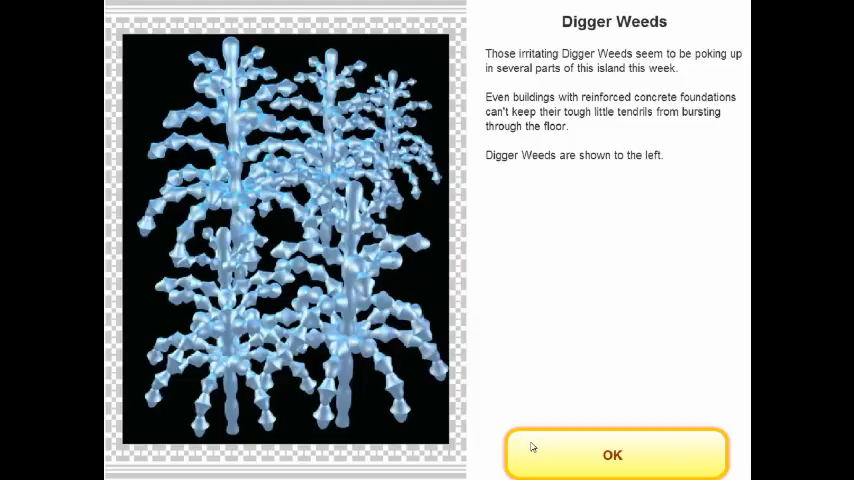 Digger Weeds
Those irritating Digger Weeds seem to be poking up
in several parts of this island this week.
Even buildings with reinforced concrete foundations
can't keep their tough little tendrils from bursting
through the floor.
Digger Weeds are shown to the left.
OK